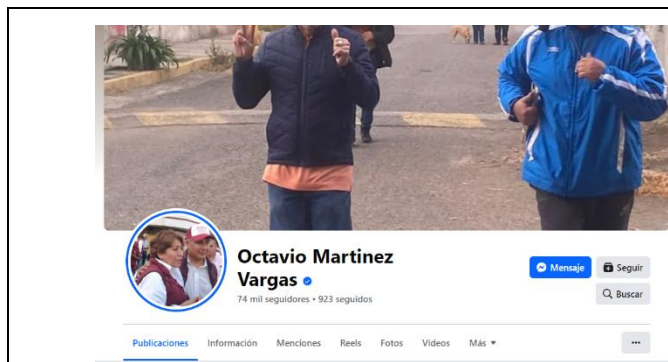 Octavio Martinez
Vargas
74 mil seguidores • 923 seguidos
Mensaje
Seguir
Buscar
Publicaciones Información Menciones Reels Fotos Videos Más